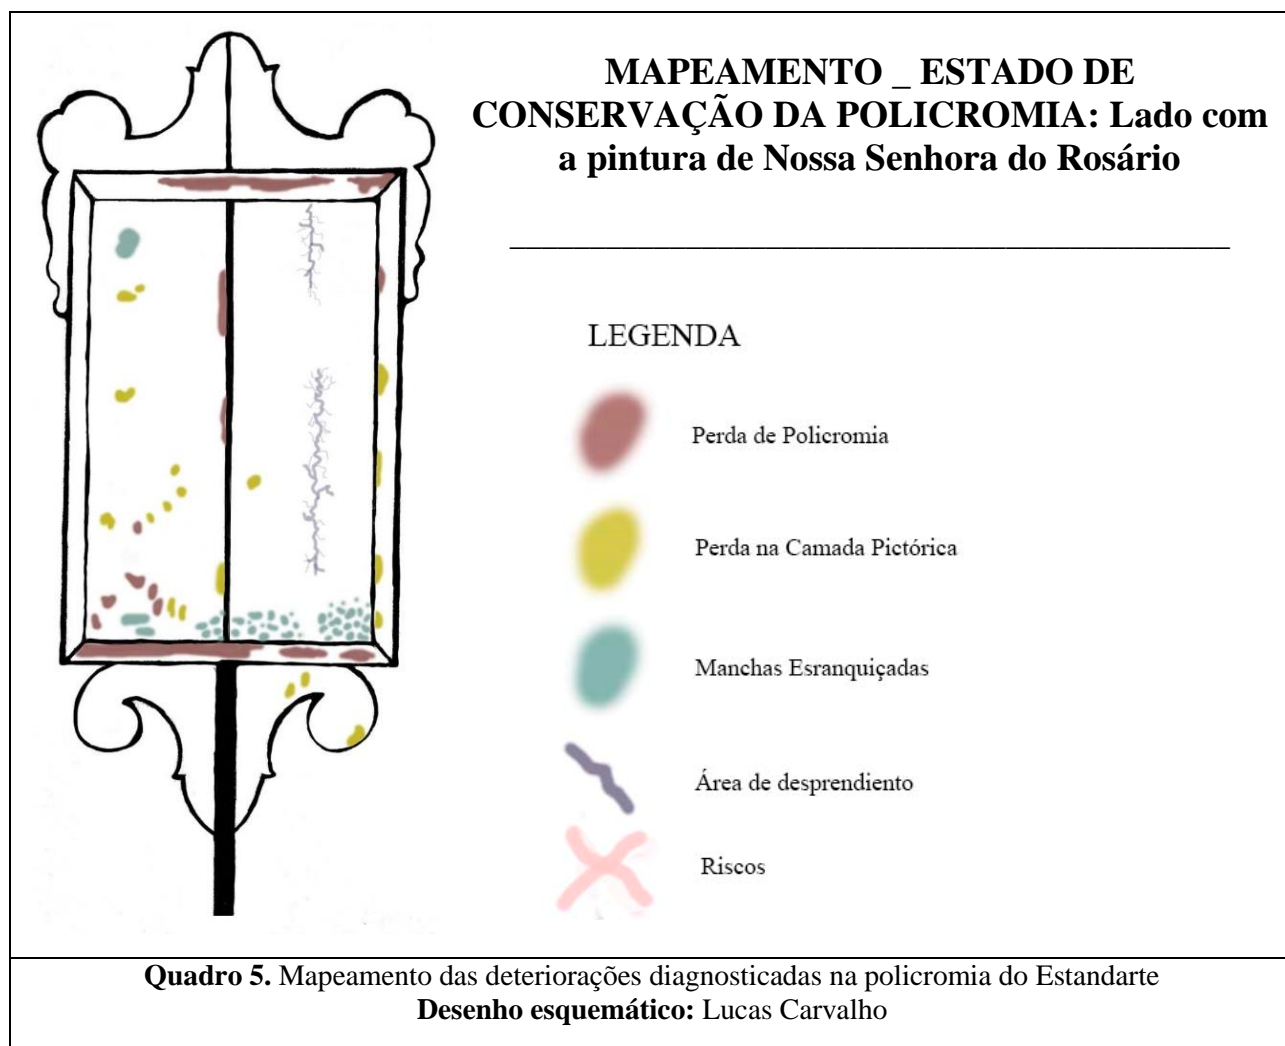 MAPEAMENTO _ ESTADO DE
CONSERVAÇÃO DA POLICROMIA: Lado com
a pintura de Nossa Senhora do Rosário
LEGENDA
Perda de Policromia
Perda na Camada Pictórica
Manchas Esranquiçadas
Área de desprendiento
Riscos
Quadro 5. Mapeamento das deteriorações diagnosticadas na policromia do Estandarte
Desenho esquemático: Lucas Carvalho